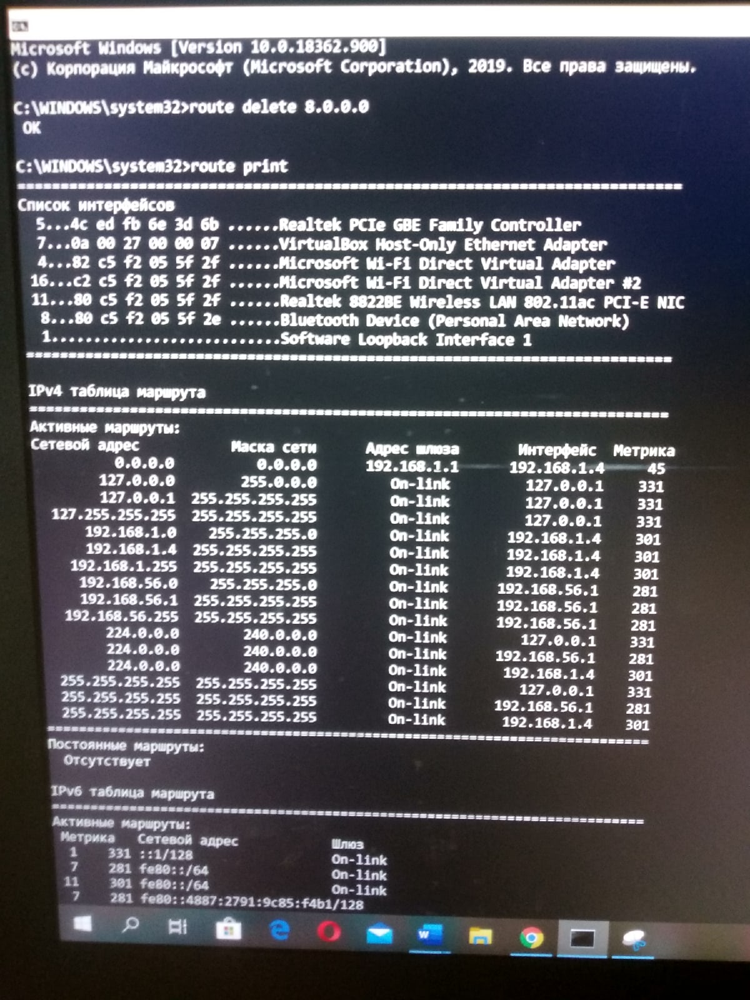 Microsoft Windows [Version 10.0.18362.900]
(c) Корпорация Майкрософт (Microsoft Corporation), 2019. Все права защищены.
C:\WINDOWS\system32>route delete 8.0.0.0
ОК
C:\WINDOWS\system32>route print
===========================================================================
Список интерфейсов
5...4c ed fb 6e 3d 6b ......Realtek PCIe GBE Family Controller
7...0a 00 27 00 00 07 ......VirtualBox Host-Only Ethernet Adapter
4...82 c5 f2 05 5f 2f ......Microsoft Wi-Fi Direct Virtual Adapter
16...c2 c5 f2 05 5f 2f ......Microsoft Wi-Fi Direct Virtual Adapter #2
11...80 c5 f2 05 5f 2f ......Realtek 8822BE Wireless LAN 802.11ac PCI-E NIC
8...80 c5 f2 05 5f 2e ......Bluetooth Device (Personal Area Network)
1...........................Software Loopback Interface 1
===========================================================================
IPv4 таблица маршрута
===========================================================================
Активные маршруты:
Сетевой адрес Маска сети Адрес шлюза Интерфейс Метрика
0.0.0.0 0.0.0.0 192.168.1.1 192.168.1.4 45
127.0.0.0 255.0.0.0 On-link 127.0.0.1 331
127.0.0.1 255.255.255.255 On-link 127.0.0.1 331
127.255.255.255 255.255.255.255 On-link 127.0.0.1 331
192.168.1.0 255.255.255.0 On-link 192.168.1.4 301
192.168.1.4 255.255.255.255 On-link 192.168.1.4 301
192.168.1.255 255.255.255.255 On-link 192.168.1.4 301
192.168.56.0 255.255.255.0 On-link 192.168.56.1 281
192.168.56.1 255.255.255.255 On-link 192.168.56.1 281
192.168.56.255 255.255.255.255 On-link 192.168.56.1 281
224.0.0.0 240.0.0.0 On-link 127.0.0.1 331
224.0.0.0 240.0.0.0 On-link 192.168.56.1 281
224.0.0.0 240.0.0.0 On-link 192.168.1.4 301
255.255.255.255 255.255.255.255 On-link 127.0.0.1 331
255.255.255.255 255.255.255.255 On-link 192.168.56.1 281
255.255.255.255 255.255.255.255 On-link 192.168.1.4 301
===========================================================================
Постоянные маршруты:
Отсутствует
IPv6 таблица маршрута
===========================================================================
Активные маршруты:
Метрика Сетевой адрес Шлюз
1 331 ::1/128 On-link
7 281 fe80::/64 On-link
11 301 fe80::/64 On-link
7 281 fe80::4887:2791:9c85:f4b1/128